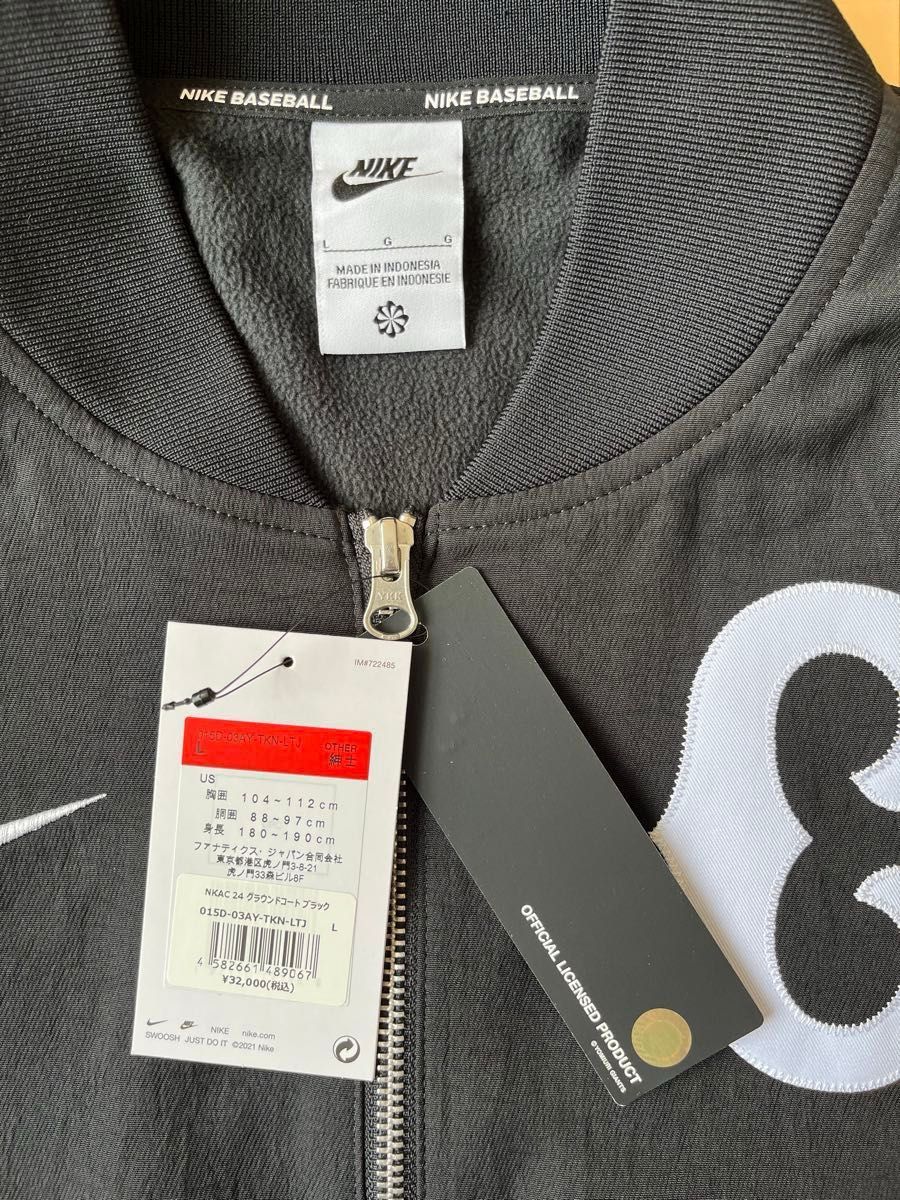 NIKE BASEBALL
NIKE BASEBALL
NIKE
L G G
MADE IN INDONESIA
FABRIQUE EN INDONESIE
YKK
IM#722485
015D-03AY-TKN-LTJ
L
OTHER
紳士
US
胸囲 104~112cm
胴囲 88~97cm
身長 180~190cm
ファナティクス・ジャパン合同会社
東京都港区虎ノ門3-8-21
虎ノ門33森ビル8F
NKAC 24 グラウンドコート ブラック
015D-03AY-TKN-LTJ L
4 582661 489067
¥32,000(税込)
NIKE nike.com
SWOOSH JUST DO IT ©2021 Nike
OFFICIAL LICENSED PRODUCT
©YOMIURI GIANTS